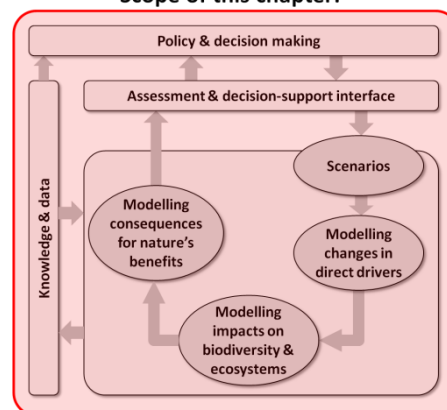 Scope of this chapter:
Policy & decision making
Assessment & decision-support interface
Scenarios
Knowledge & data
Modelling
consequences
for nature's
benefits
Modelling
changes in
direct drivers
Modelling
impacts on
biodiversity &
ecosystems